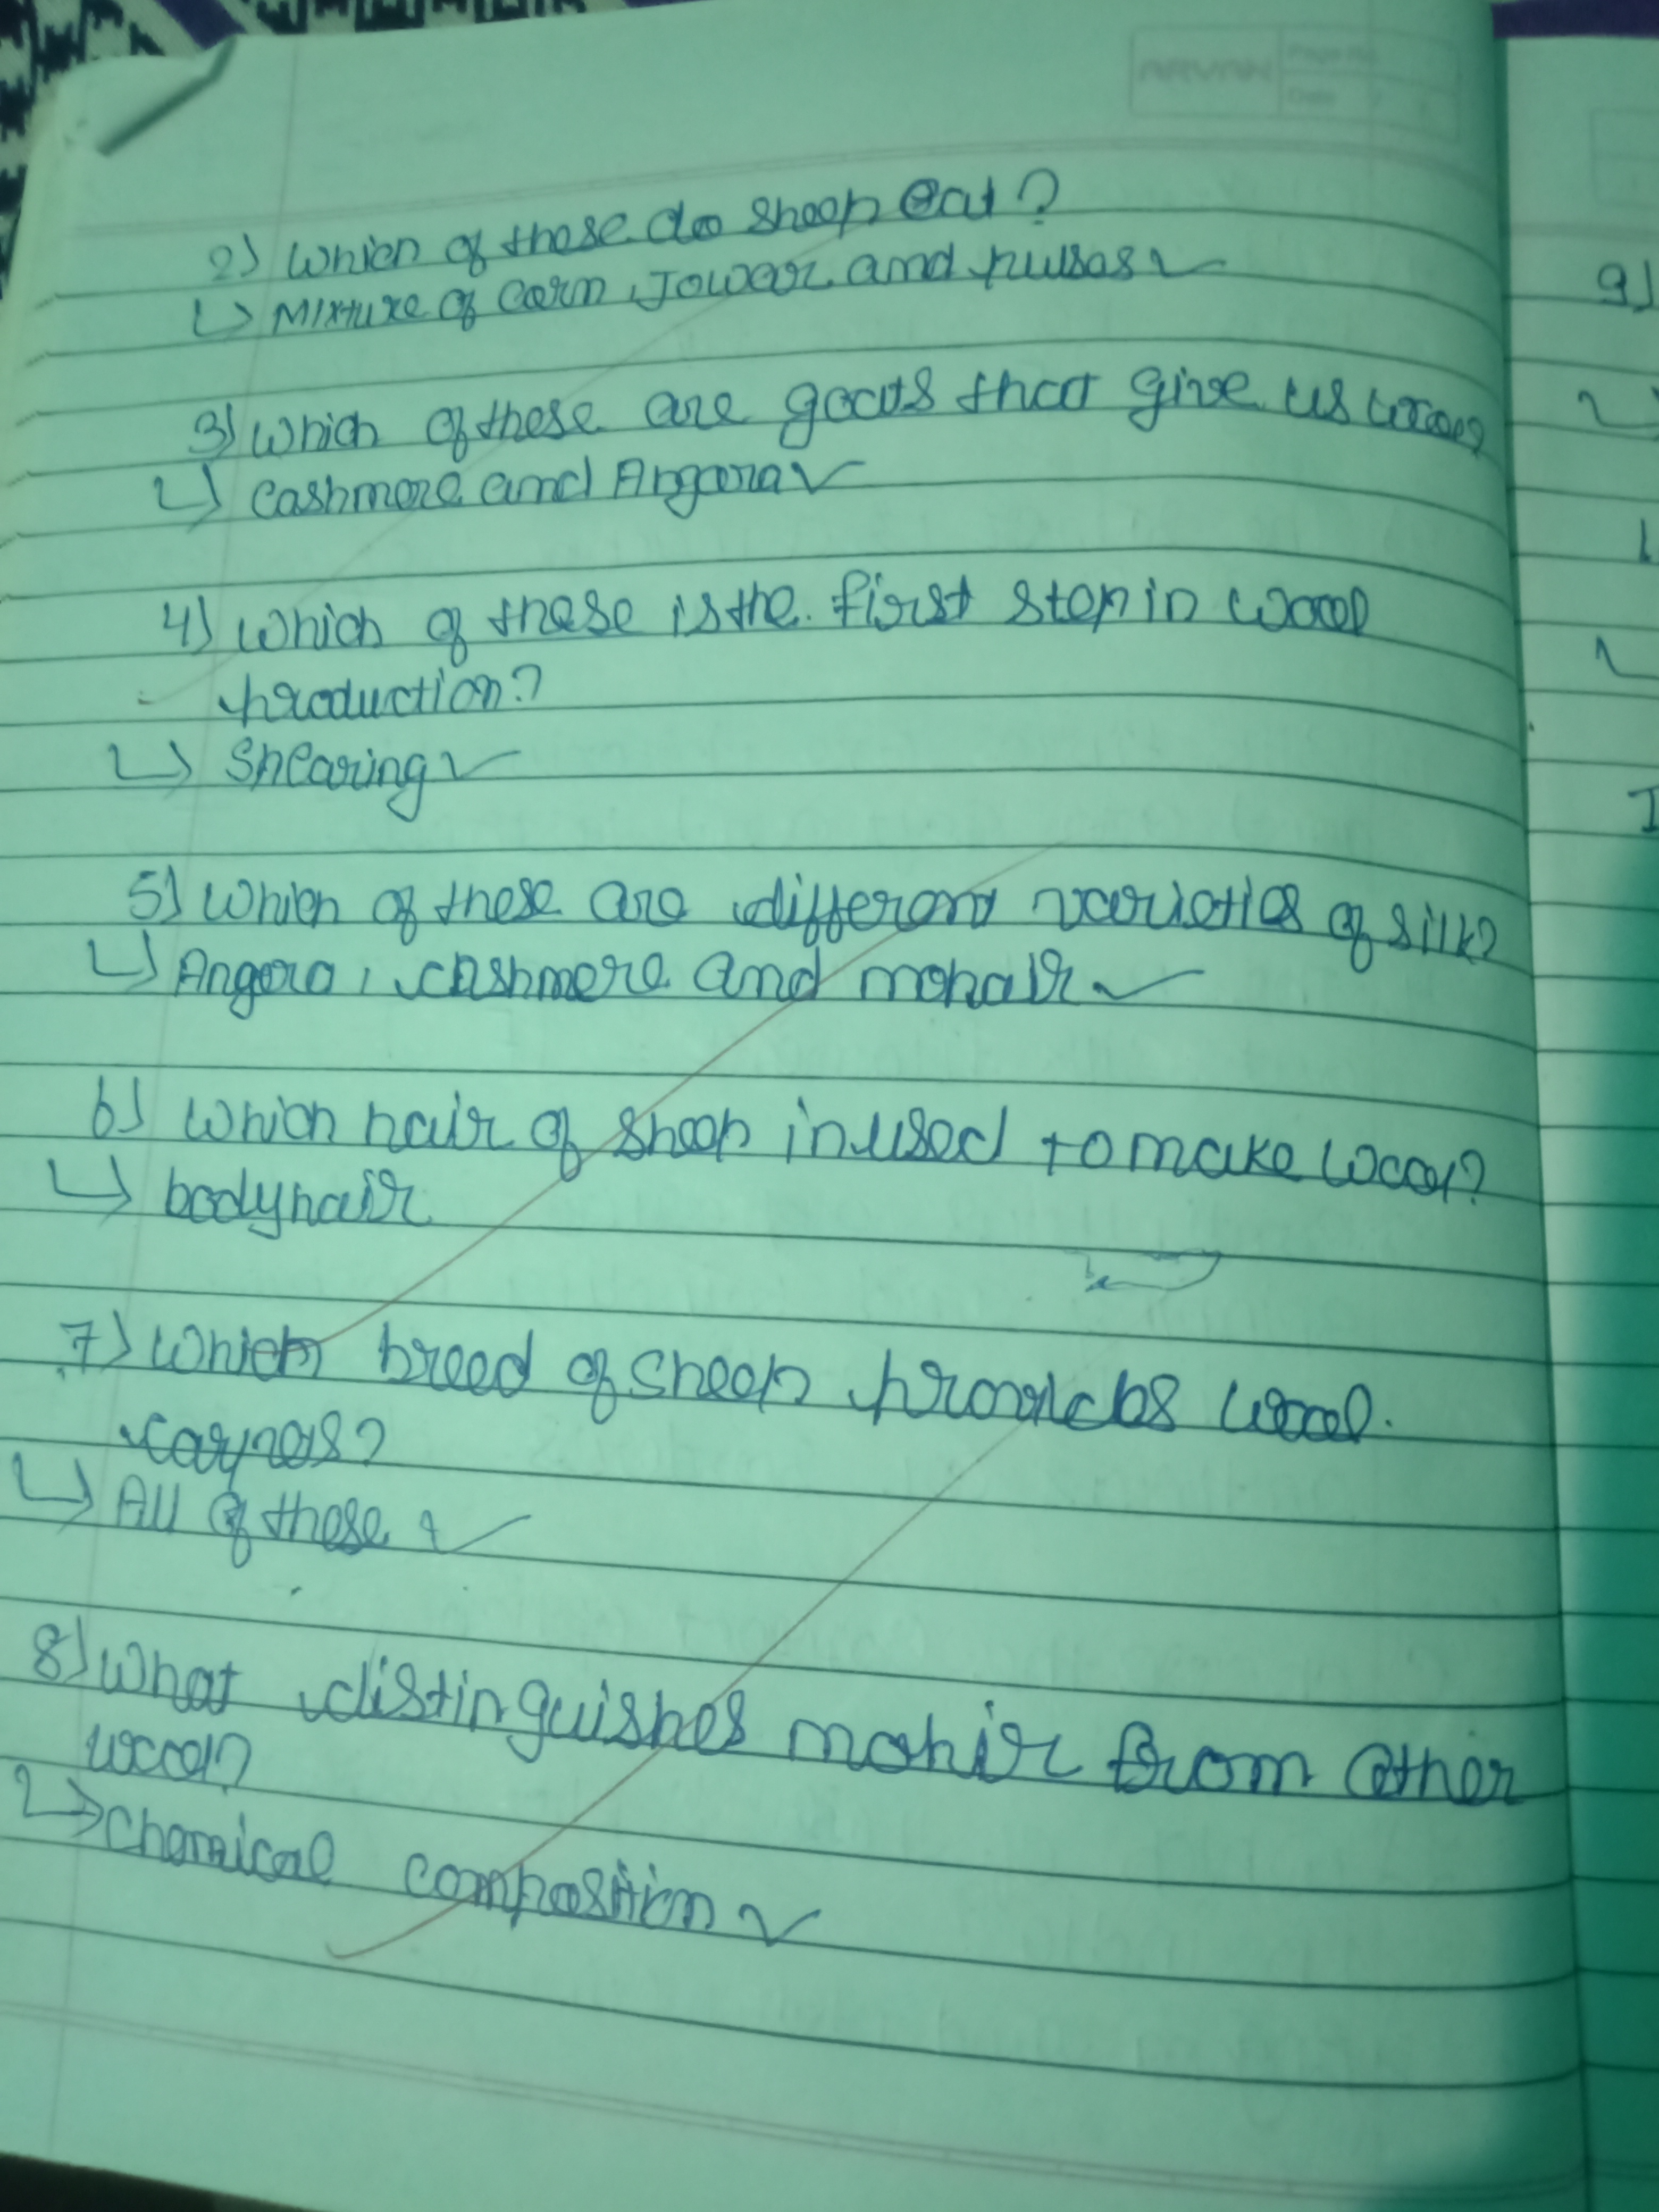 2) Which of these do sheep eat?
↳ Mixture of corn, Jowar and pulses
3) Which of these are goats that give us wool?
↳ Cashmere and Angora
4) Which of these is the first step in wool
production?
↳ Shearing
5) Which of these are different varieties of silk?
↳ Angora, cashmere and mohair
6) Which hair of sheep in used to make wool?
↳ bodyhair
7) Which breed of sheep provides wool.
All of these
8) What distinguishes mohir from other
wool?
↳ Chemical composition
9)